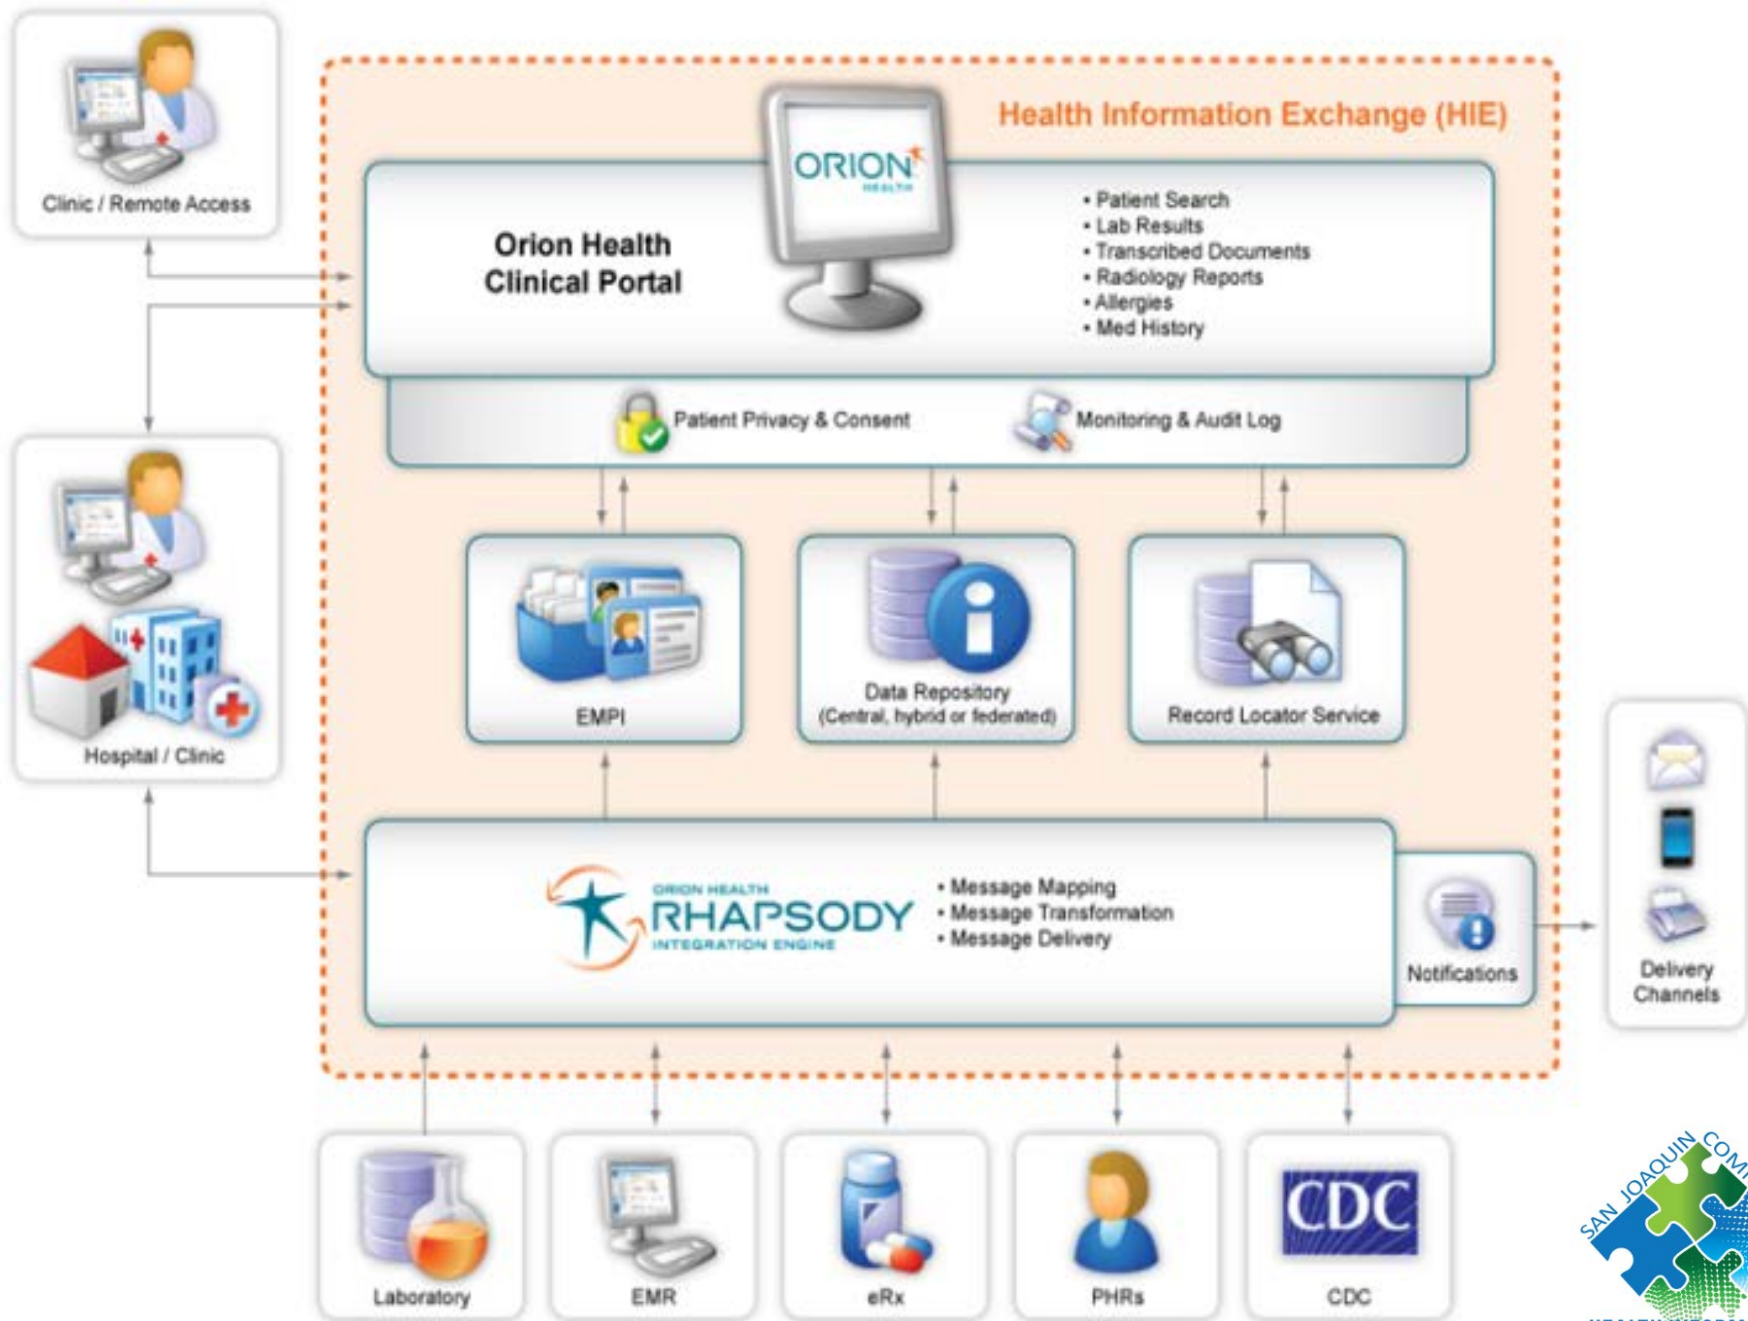 Clinic / Remote Access
Health Information Exchange (HIE)
ORION
HEALTH
Orion Health
Clinical Portal
• Patient Search
• Lab Results
• Transcribed Documents
• Radiology Reports
• Allergies
• Med History
Patient Privacy & Consent
Monitoring & Audit Log
Hospital / Clinic
EMPI
Data Repository
(Central, hybrid or federated)
Record Locator Service
ORION HEALTH
RHAPSODY
INTEGRATION ENGINE
• Message Mapping
• Message Transformation
• Message Delivery
Notifications
Delivery
Channels
Laboratory
EMR
eRx
PHRs
CDC
CDC
SAN JOAQUIN